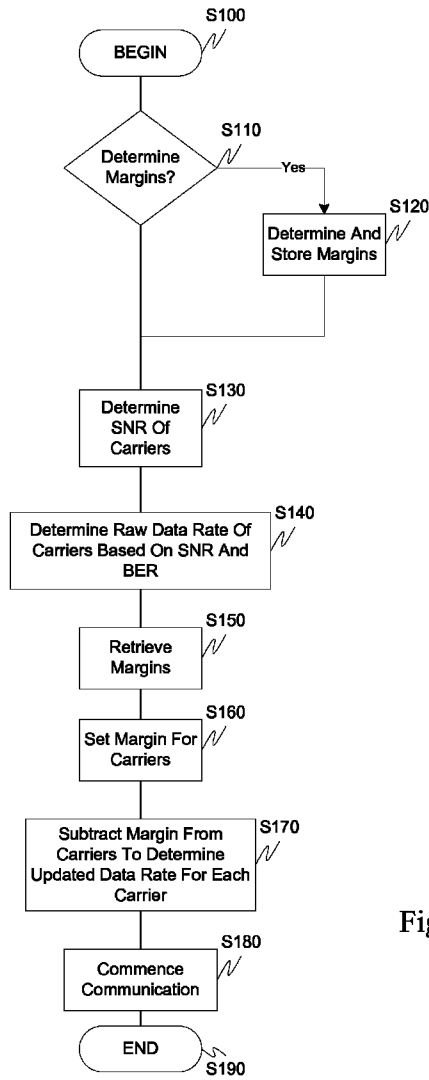 S100
BEGIN
S110
Determine
Margins?
Yes
S120
Determine And
Store Margins
S130
Determine
SNR Of
Carriers
S140
Determine Raw Data Rate Of
Carriers Based On SNR And
BER
S150
Retrieve
Margins
S160
Set Margin For
Carriers
S170
Subtract Margin From
Carriers To Determine
Updated Data Rate For Each
Carrier
Fig
S180
Commence
Communication
END
S190